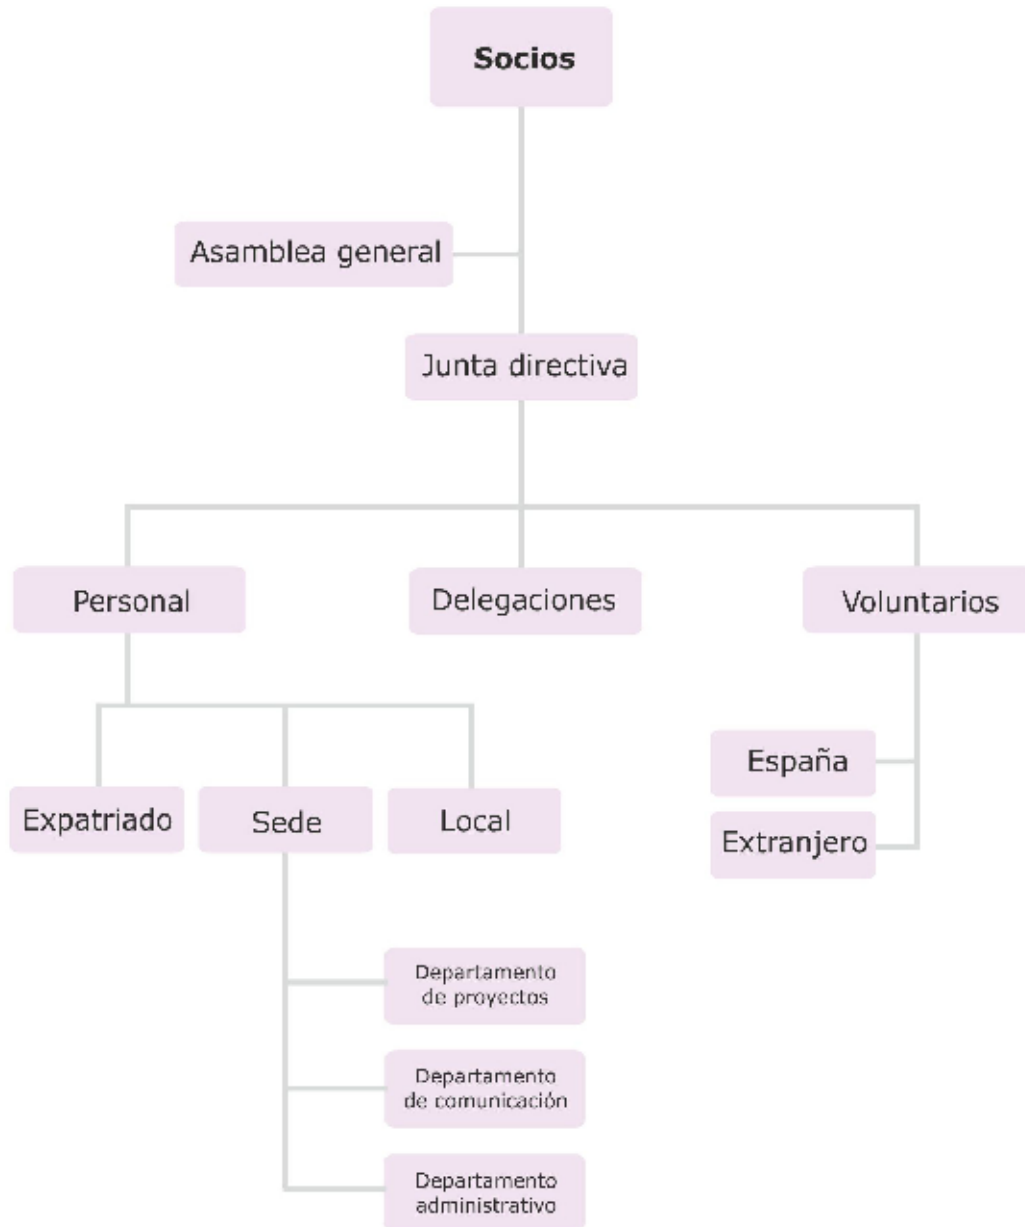 Socios
Asamblea general
Junta directiva
Personal
Delegaciones
Voluntarios
España
Extranjero
Expatriado
Sede
Local
Departamento
de proyectos
Departamento
de comunicación
Departamento
administrativo